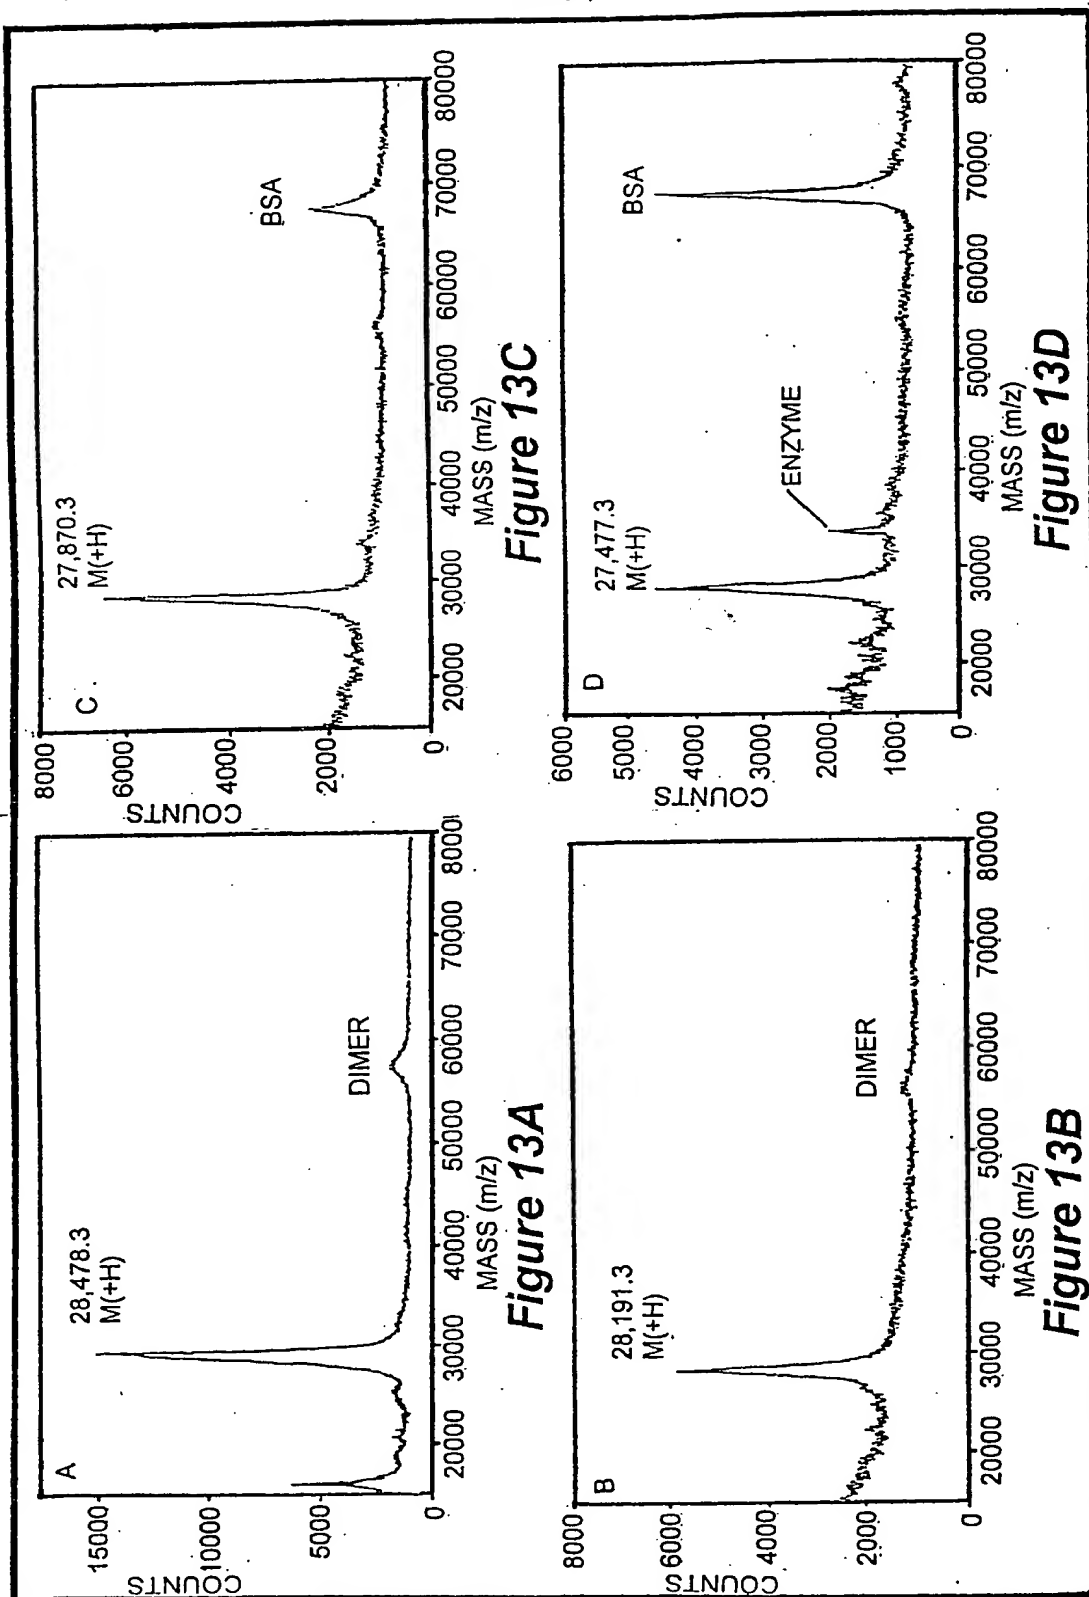 A
28,478.3
M(+H)
DIMER
COUNTS
15000
10000
5000
0
20000
30000
40000
50000
60000
70000
80000
MASS (m/z)
Figure 13A
B
28,191.3
M(+H)
DIMER
COUNTS
8000
6000
4000
2000
0
20000
30000
40000
50000
60000
70000
80000
MASS (m/z)
Figure 13B
C
27,870.3
M(+H)
BSA
COUNTS
8000
6000
4000
2000
0
20000
30000
40000
50000
60000
70000
80000
MASS (m/z)
Figure 13C
D
27,477.3
M(+H)
ENZYME
BSA
COUNTS
6000
5000
4000
3000
2000
1000
0
20000
30000
40000
50000
60000
70000
80000
MASS (m/z)
Figure 13D